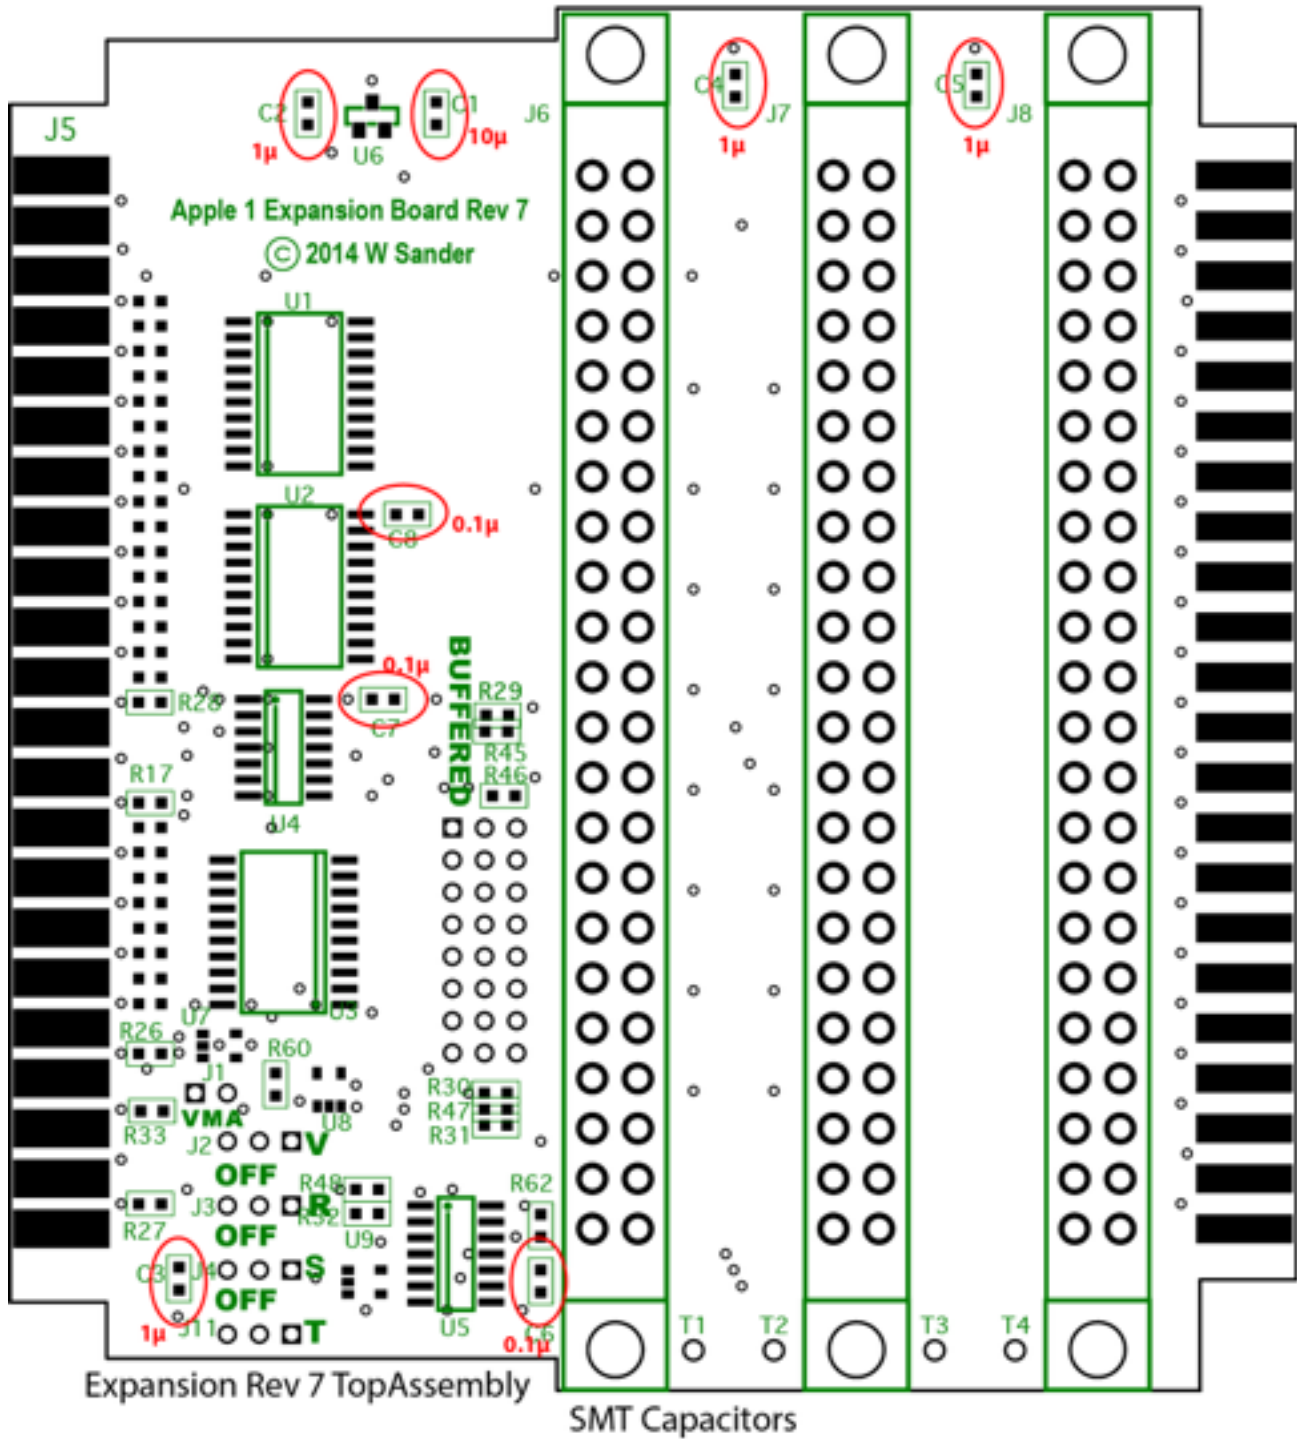 J5
C2
C1
J6
C4
J7
C5
J8
1µ
U6
10µ
1µ
1µ
Apple 1 Expansion Board Rev 7
© 2014 W Sander
U1
U2
C8
0.1µ
0.1µ
BUFFERED
R28
C7
R29
R45
R17
R46
U4
U3
U7
R26
R60
J1
R30
VMA
R47
R33
U8
R31
J2
V
OFF
R48
R62
J3
R
R32
R27
OFF
U9
C3
J4
S
OFF
1µ
J11
T
U5
C6
0.1µ
T1
T2
T3
T4
Expansion Rev 7 TopAssembly
SMT Capacitors